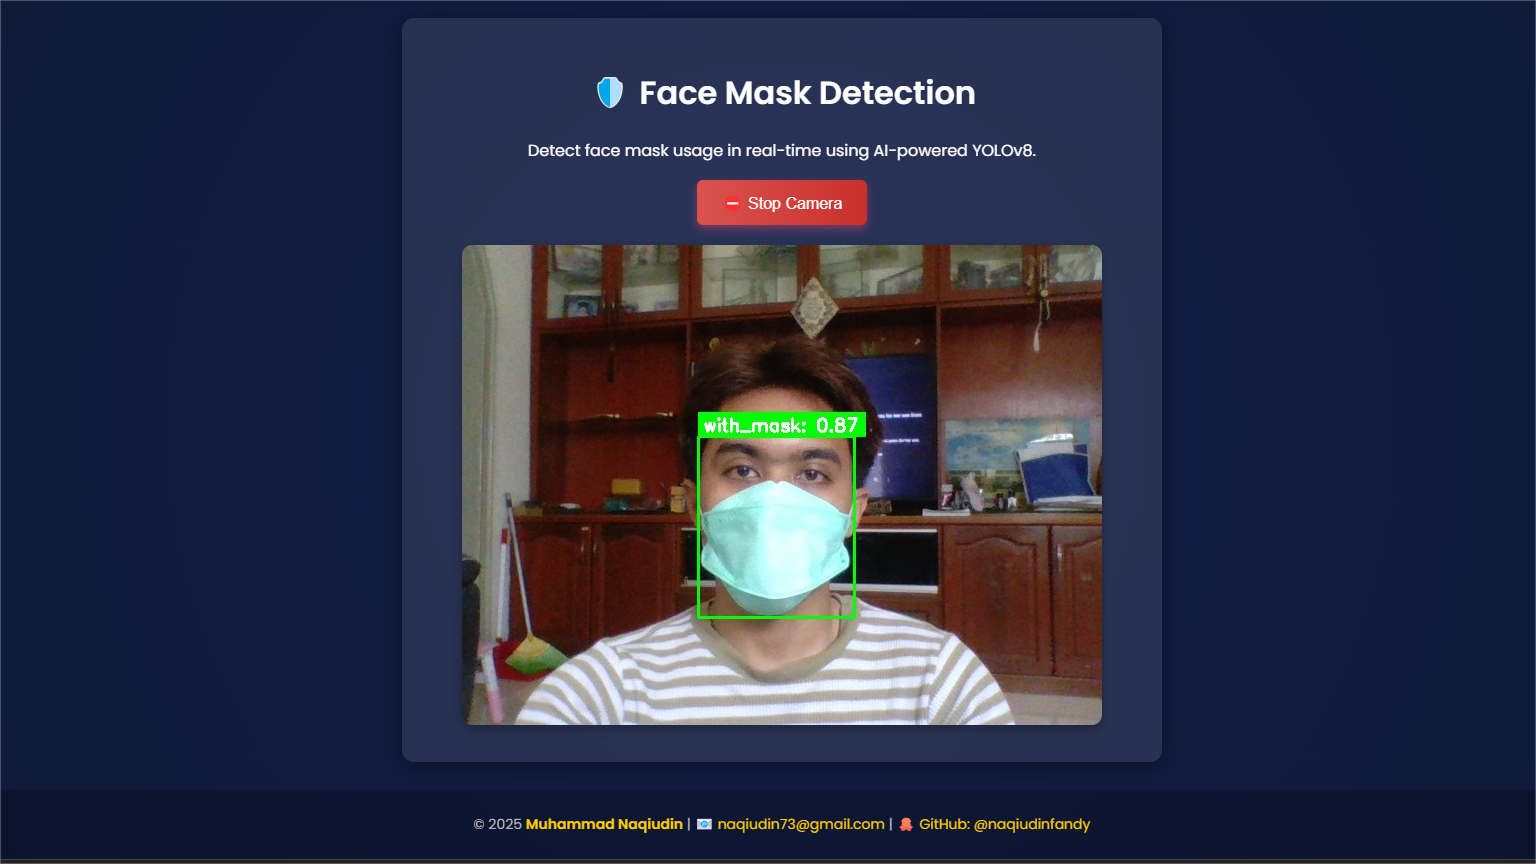 Face Mask Detection
Detect face mask usage in real-time using AI-powered YOLOv8.
Stop Camera
with_mask: 0.87
© 2025 Muhammad Naqiudin | naqiudin73@gmail.com | GitHub: @naqiudinfandy